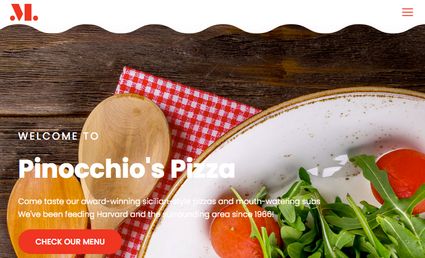 M.
WELCOME TO
Pinocchio's Pizza
Come taste our award-winning sicilian-style pizzas and mouth-watering subs
We've been feeding Harvard and the surrounding area since 1966!
CHECK OUR MENU